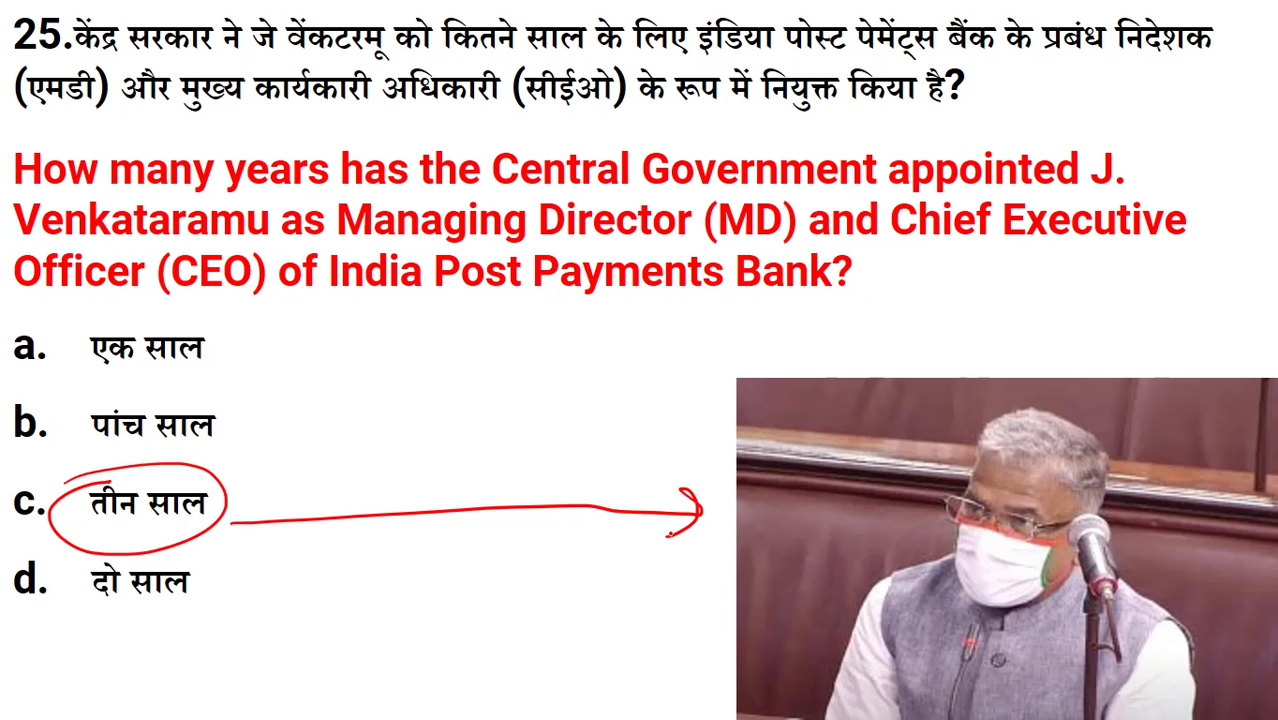 25.केंद्र सरकार ने जे वेंकटरमू को कितने साल के लिए इंडिया पोस्ट पेमेंट्स बैंक के प्रबंध निदेशक
(एमडी) और मुख्य कार्यकारी अधिकारी (सीईओ) के रूप में नियुक्त किया है?
How many years has the Central Government appointed J.
Venkataramu as Managing Director (MD) and Chief Executive
Officer (CEO) of India Post Payments Bank?
a. एक साल
b. पांच साल
c. तीन साल
d. दो साल